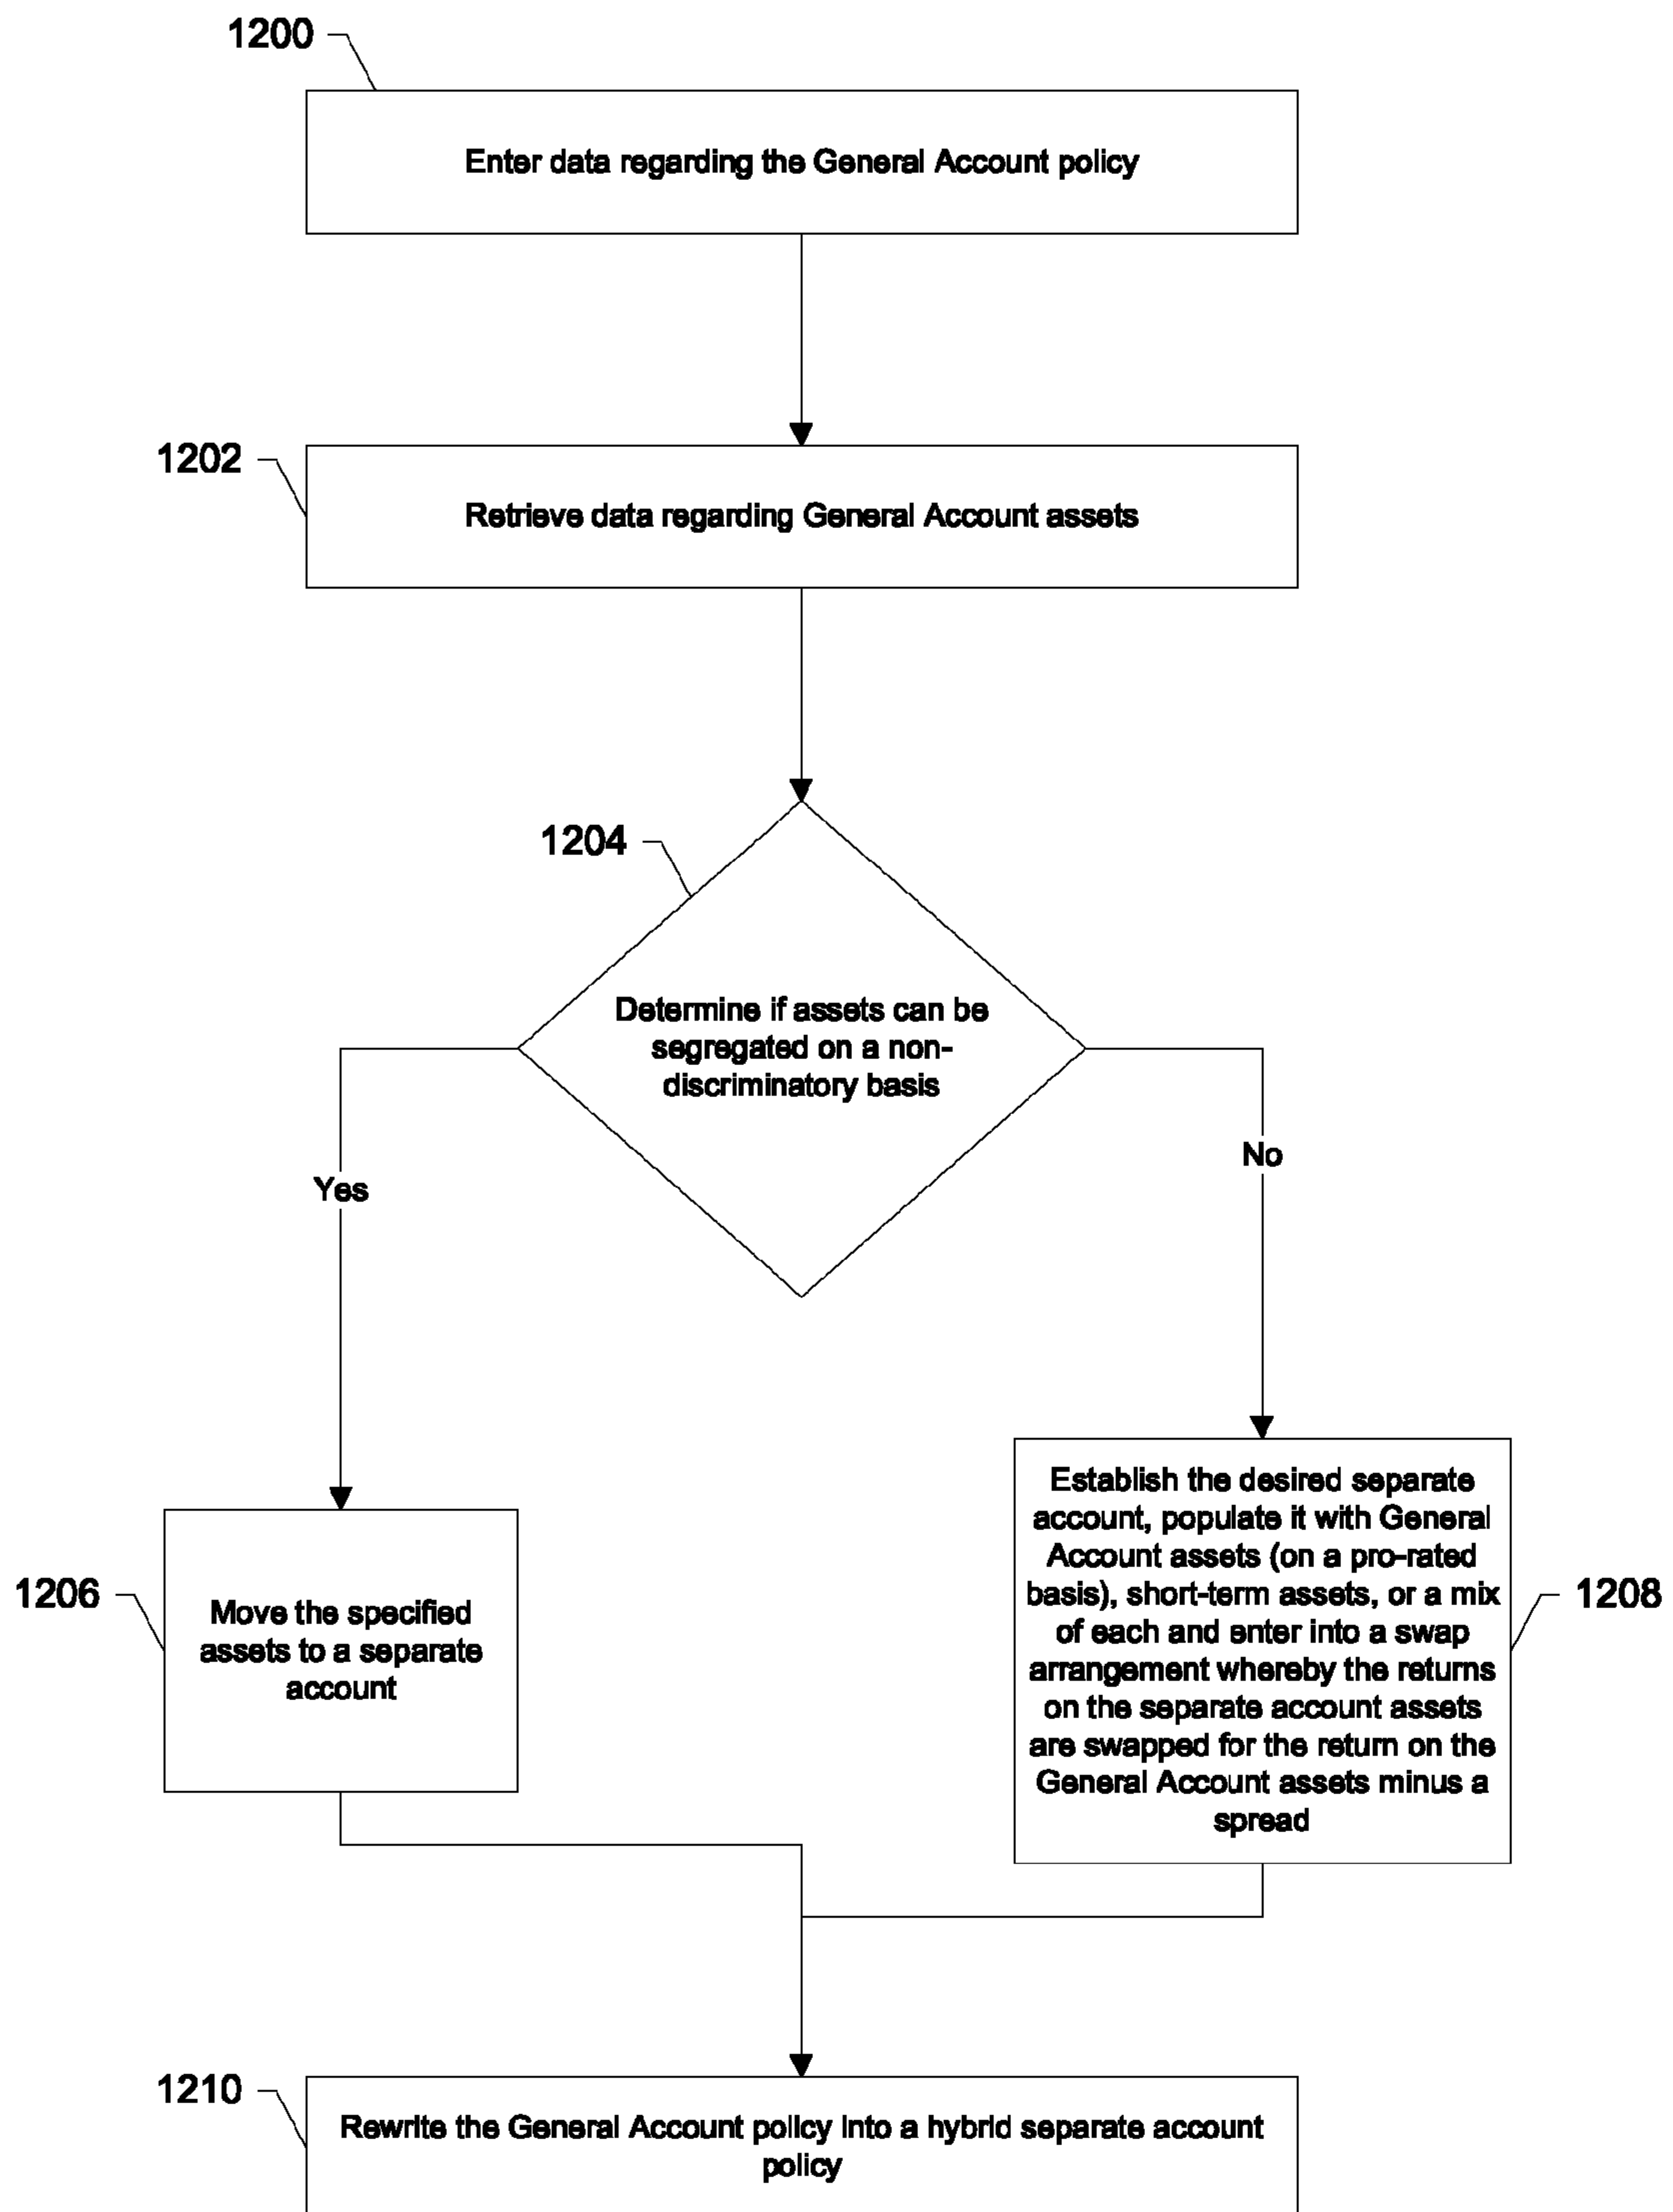 1200
Enter data regarding the General Account policy
1202
Retrieve data regarding General Account assets
1204
Determine if assets can be
segregated on a non-
discriminatory basis
Yes
No
1206
Move the specified
assets to a separate
account
Establish the desired separate
account, populate it with General
Account assets (on a pro-rated
basis), short-term assets, or a mix
of each and enter into a swap
arrangement whereby the returns
on the separate account assets
are swapped for the return on the
General Account assets minus a
spread
1208
1210
Rewrite the General Account policy into a hybrid separate account
policy